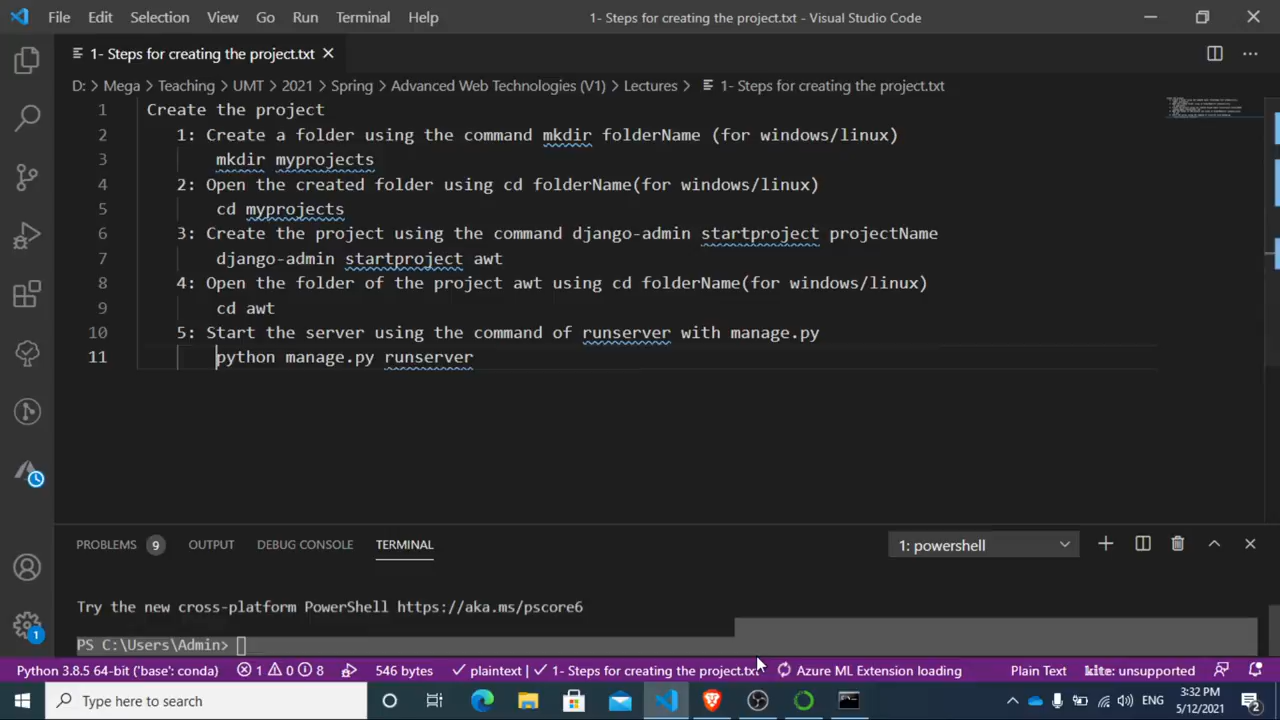 File Edit Selection View Go Run Terminal Help 1- Steps for creating the project.txt - Visual Studio Code
1- Steps for creating the project.txt
D: > Mega > Teaching > UMT > 2021 > Spring > Advanced Web Technologies (V1) > Lectures > 1- Steps for creating the project.txt
1 Create the project
2 1: Create a folder using the command mkdir folderName (for windows/linux)
3 mkdir myprojects
4 2: Open the created folder using cd folderName(for windows/linux)
5 cd myprojects
6 3: Create the project using the command django-admin startproject projectName
7 django-admin startproject awt
8 4: Open the folder of the project awt using cd folderName(for windows/linux)
9 cd awt
10 5: Start the server using the command of runserver with manage.py
11 python manage.py runserver
PROBLEMS 9 OUTPUT DEBUG CONSOLE TERMINAL 1: powershell
Try the new cross-platform PowerShell https://aka.ms/pscore6
PS C:\Users\Admin>
1
Python 3.8.5 64-bit ('base': conda) 1 0 8 546 bytes plaintext | 1- Steps for creating the project.txt Azure ML Extension loading Plain Text kite: unsupported
Type here to search ENG 3:32 PM
5/12/2021 2